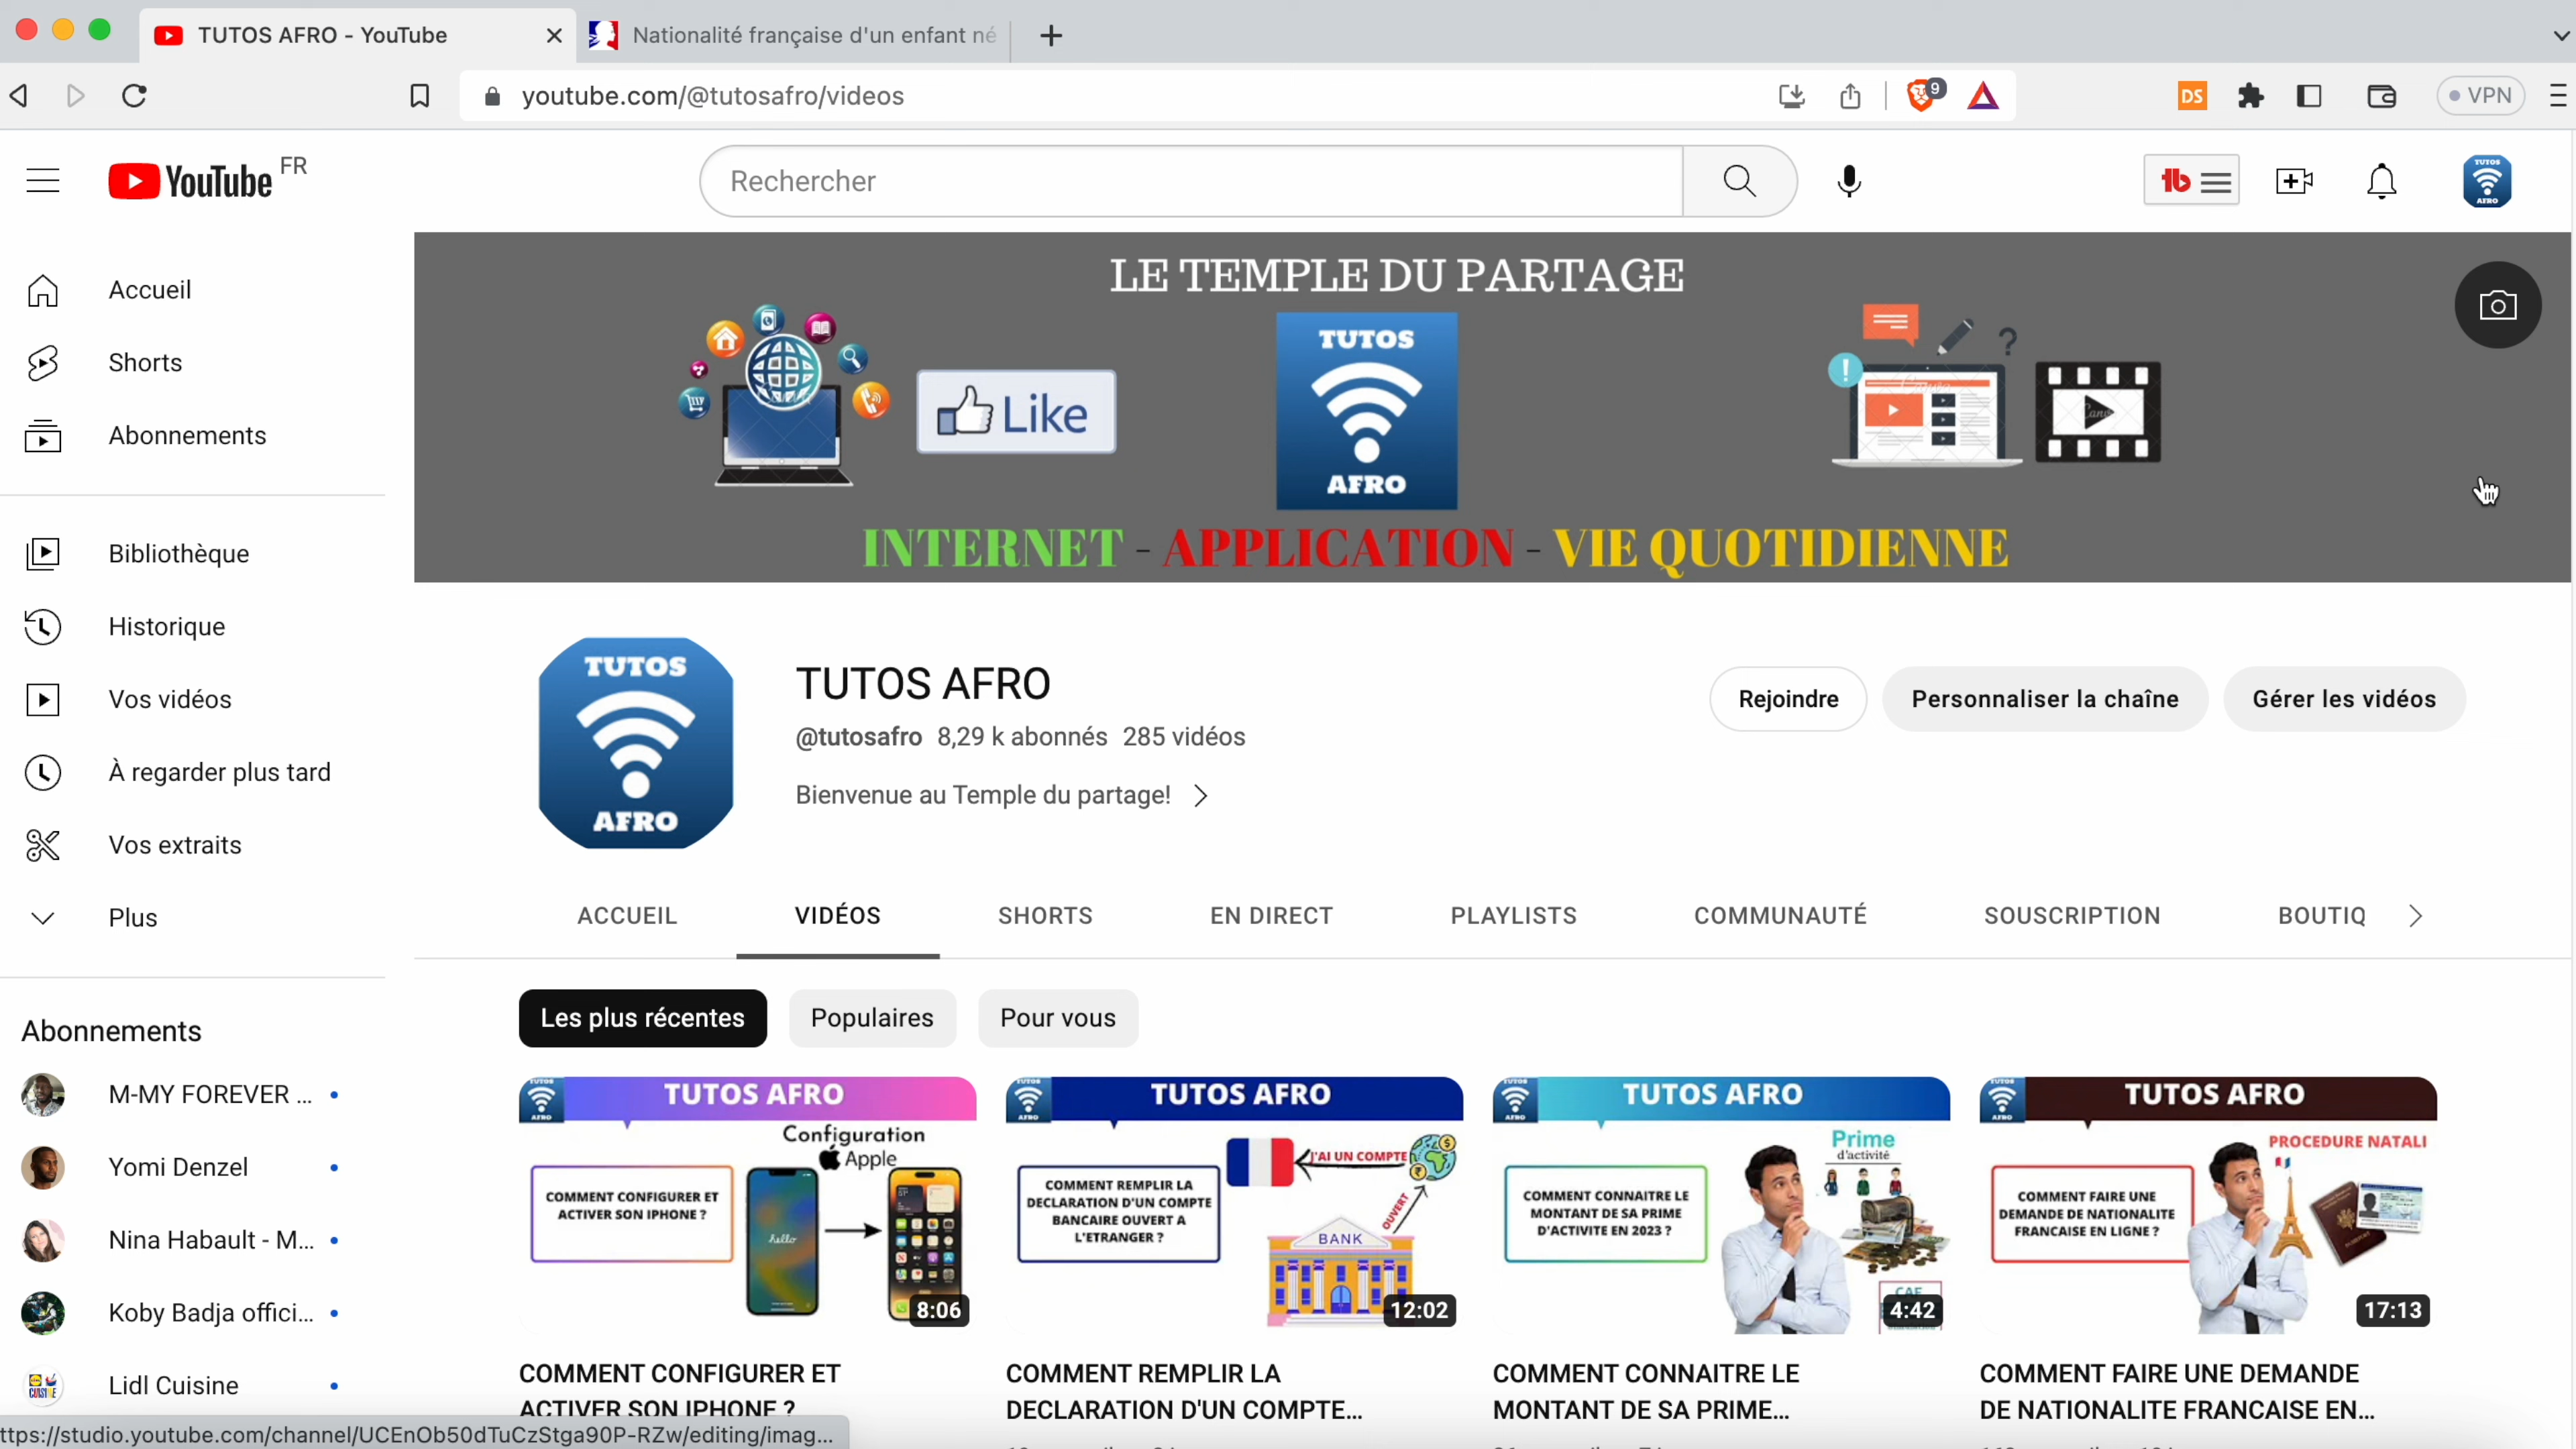 TUTOS AFRO - YouTube
Nationalité française d'un enfant né
youtube.com/@tutosafro/videos
9
DS
VPN
YouTube FR
Rechercher
TUTOS
AFRO
Accueil
Shorts
Abonnements
Bibliothèque
Historique
Vos vidéos
À regarder plus tard
Vos extraits
Plus
Abonnements
M-MY FOREVER ...
Yomi Denzel
Nina Habault - M...
Koby Badja offici...
Lidl Cuisine
LE TEMPLE DU PARTAGE
Like
TUTOS
AFRO
INTERNET - APPLICATION - VIE QUOTIDIENNE
TUTOS
AFRO
TUTOS AFRO
@tutosafro 8,29 k abonnés 285 vidéos
Bienvenue au Temple du partage!
Rejoindre
Personnaliser la chaîne
Gérer les vidéos
ACCUEIL
VIDÉOS
SHORTS
EN DIRECT
PLAYLISTS
COMMUNAUTÉ
SOUSCRIPTION
BOUTIQ
Les plus récentes
Populaires
Pour vous
TUTOS AFRO
Configuration
Apple
COMMENT CONFIGURER ET
ACTIVER SON IPHONE ?
hello
8:06
COMMENT CONFIGURER ET
ACTIVER SON IPHONE ?
TUTOS AFRO
J'AI UN COMPTE
COMMENT REMPLIR LA
DECLARATION D'UN COMPTE
BANCAIRE OUVERT A
L'ETRANGER ?
OUVERT
BANK
12:02
COMMENT REMPLIR LA
DECLARATION D'UN COMPTE...
TUTOS AFRO
Prime
d'activité
COMMENT CONNAITRE LE
MONTANT DE SA PRIME
D'ACTIVITE EN 2023 ?
CAF
4:42
COMMENT CONNAITRE LE
MONTANT DE SA PRIME...
TUTOS AFRO
PROCEDURE NATALI
COMMENT FAIRE UNE
DEMANDE DE NATIONALITE
FRANCAISE EN LIGNE ?
17:13
COMMENT FAIRE UNE DEMANDE
DE NATIONALITE FRANCAISE EN...
ttps://studio.youtube.com/channel/UCEnOb50dTuCzStga90P-RZw/editing/imag...